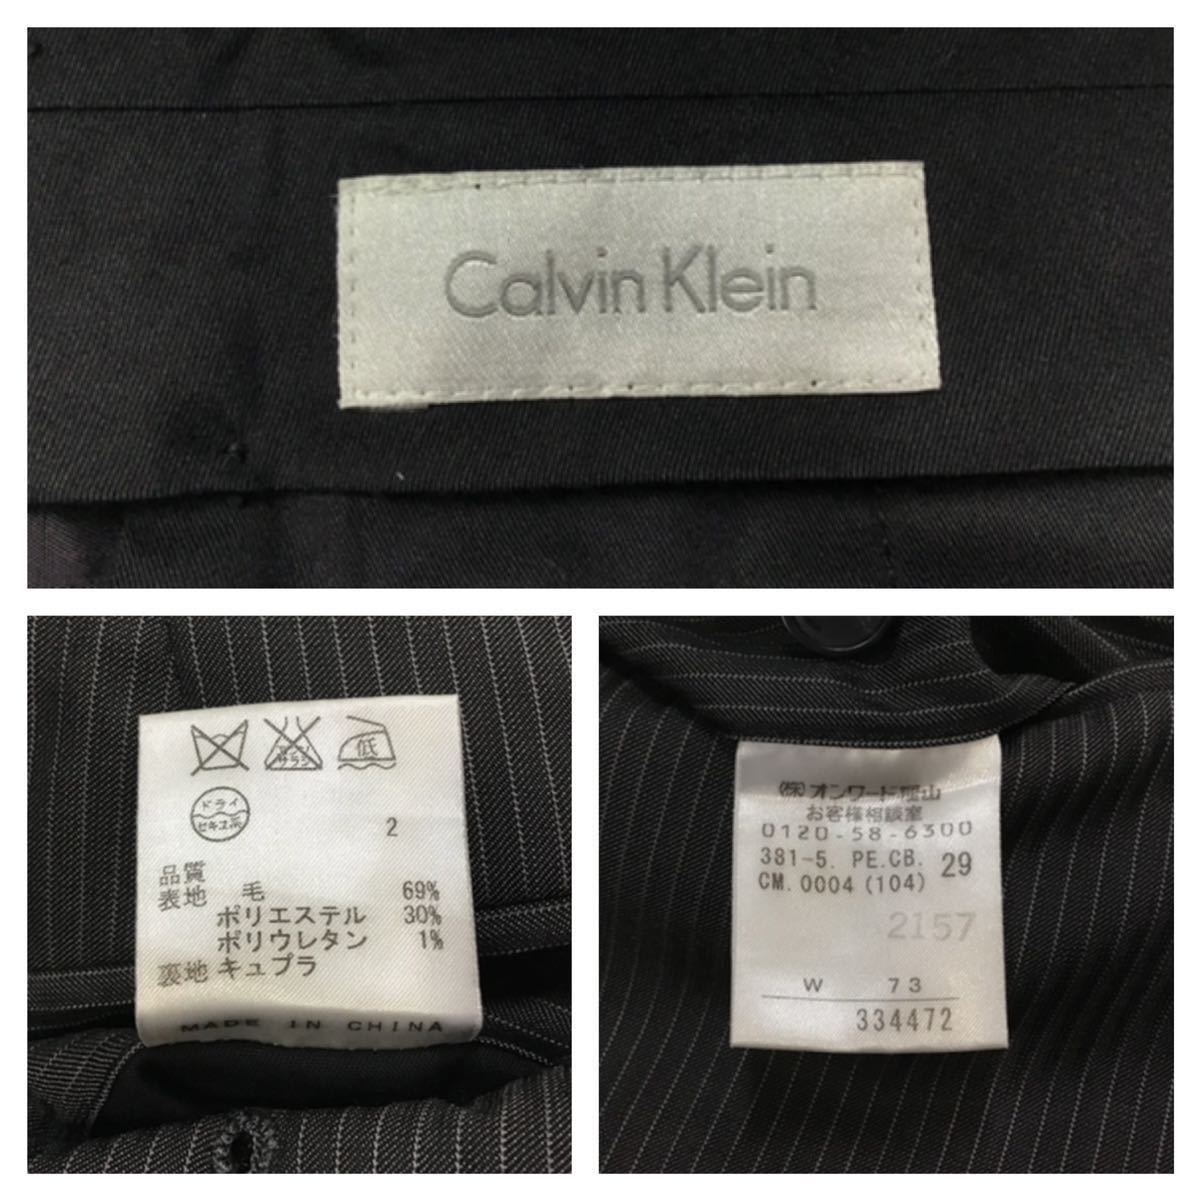 Calvin Klein
低
ドライ
セキユ系
2
品質
表地 毛 69%
ポリエステル 30%
ポリウレタン 1%
裏地 キュプラ
MADE IN CHINA
㈱オンワード樫山
お客様相談室
0120-58-6300
381-5. PE.CB. 29
CM.0004(104)
2157
W 73
334472